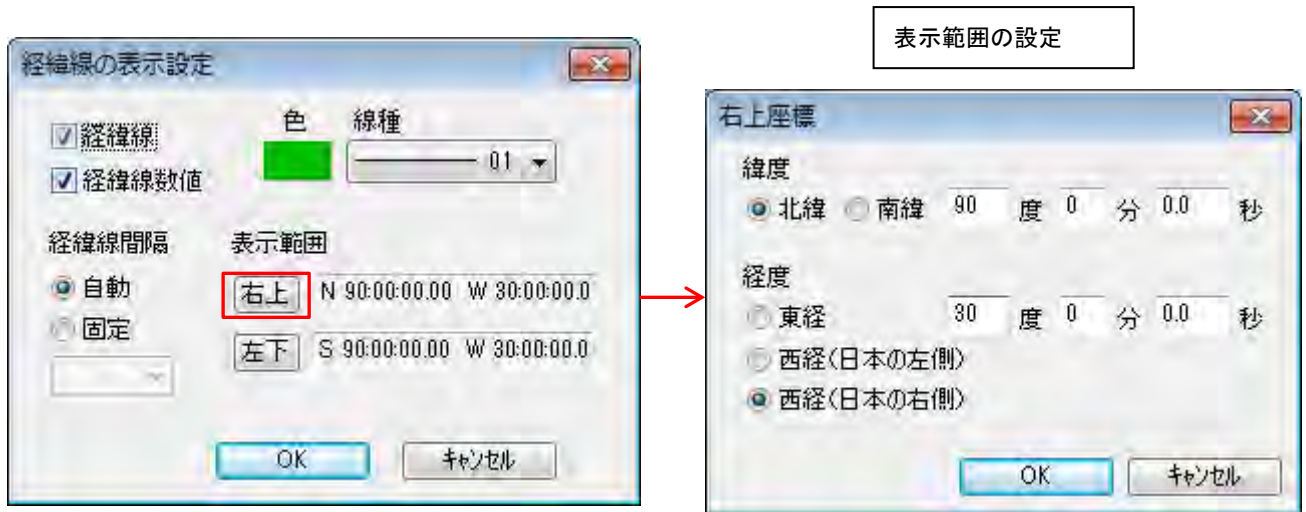 表示範囲の設定
経緯線の表示設定
経緯線
経緯線数値
色
線種
01
経緯線間隔
自動
固定
表示範囲
右上 N 90:00:00.00 W 30:00:00.0
左下 S 90:00:00.00 W 30:00:00.0
OK
キャンセル
右上座標
緯度
北緯 南緯 90 度 0 分 0.0 秒
経度
東経 30 度 0 分 0.0 秒
西経(日本の左側)
西経(日本の右側)
OK
キャンセル